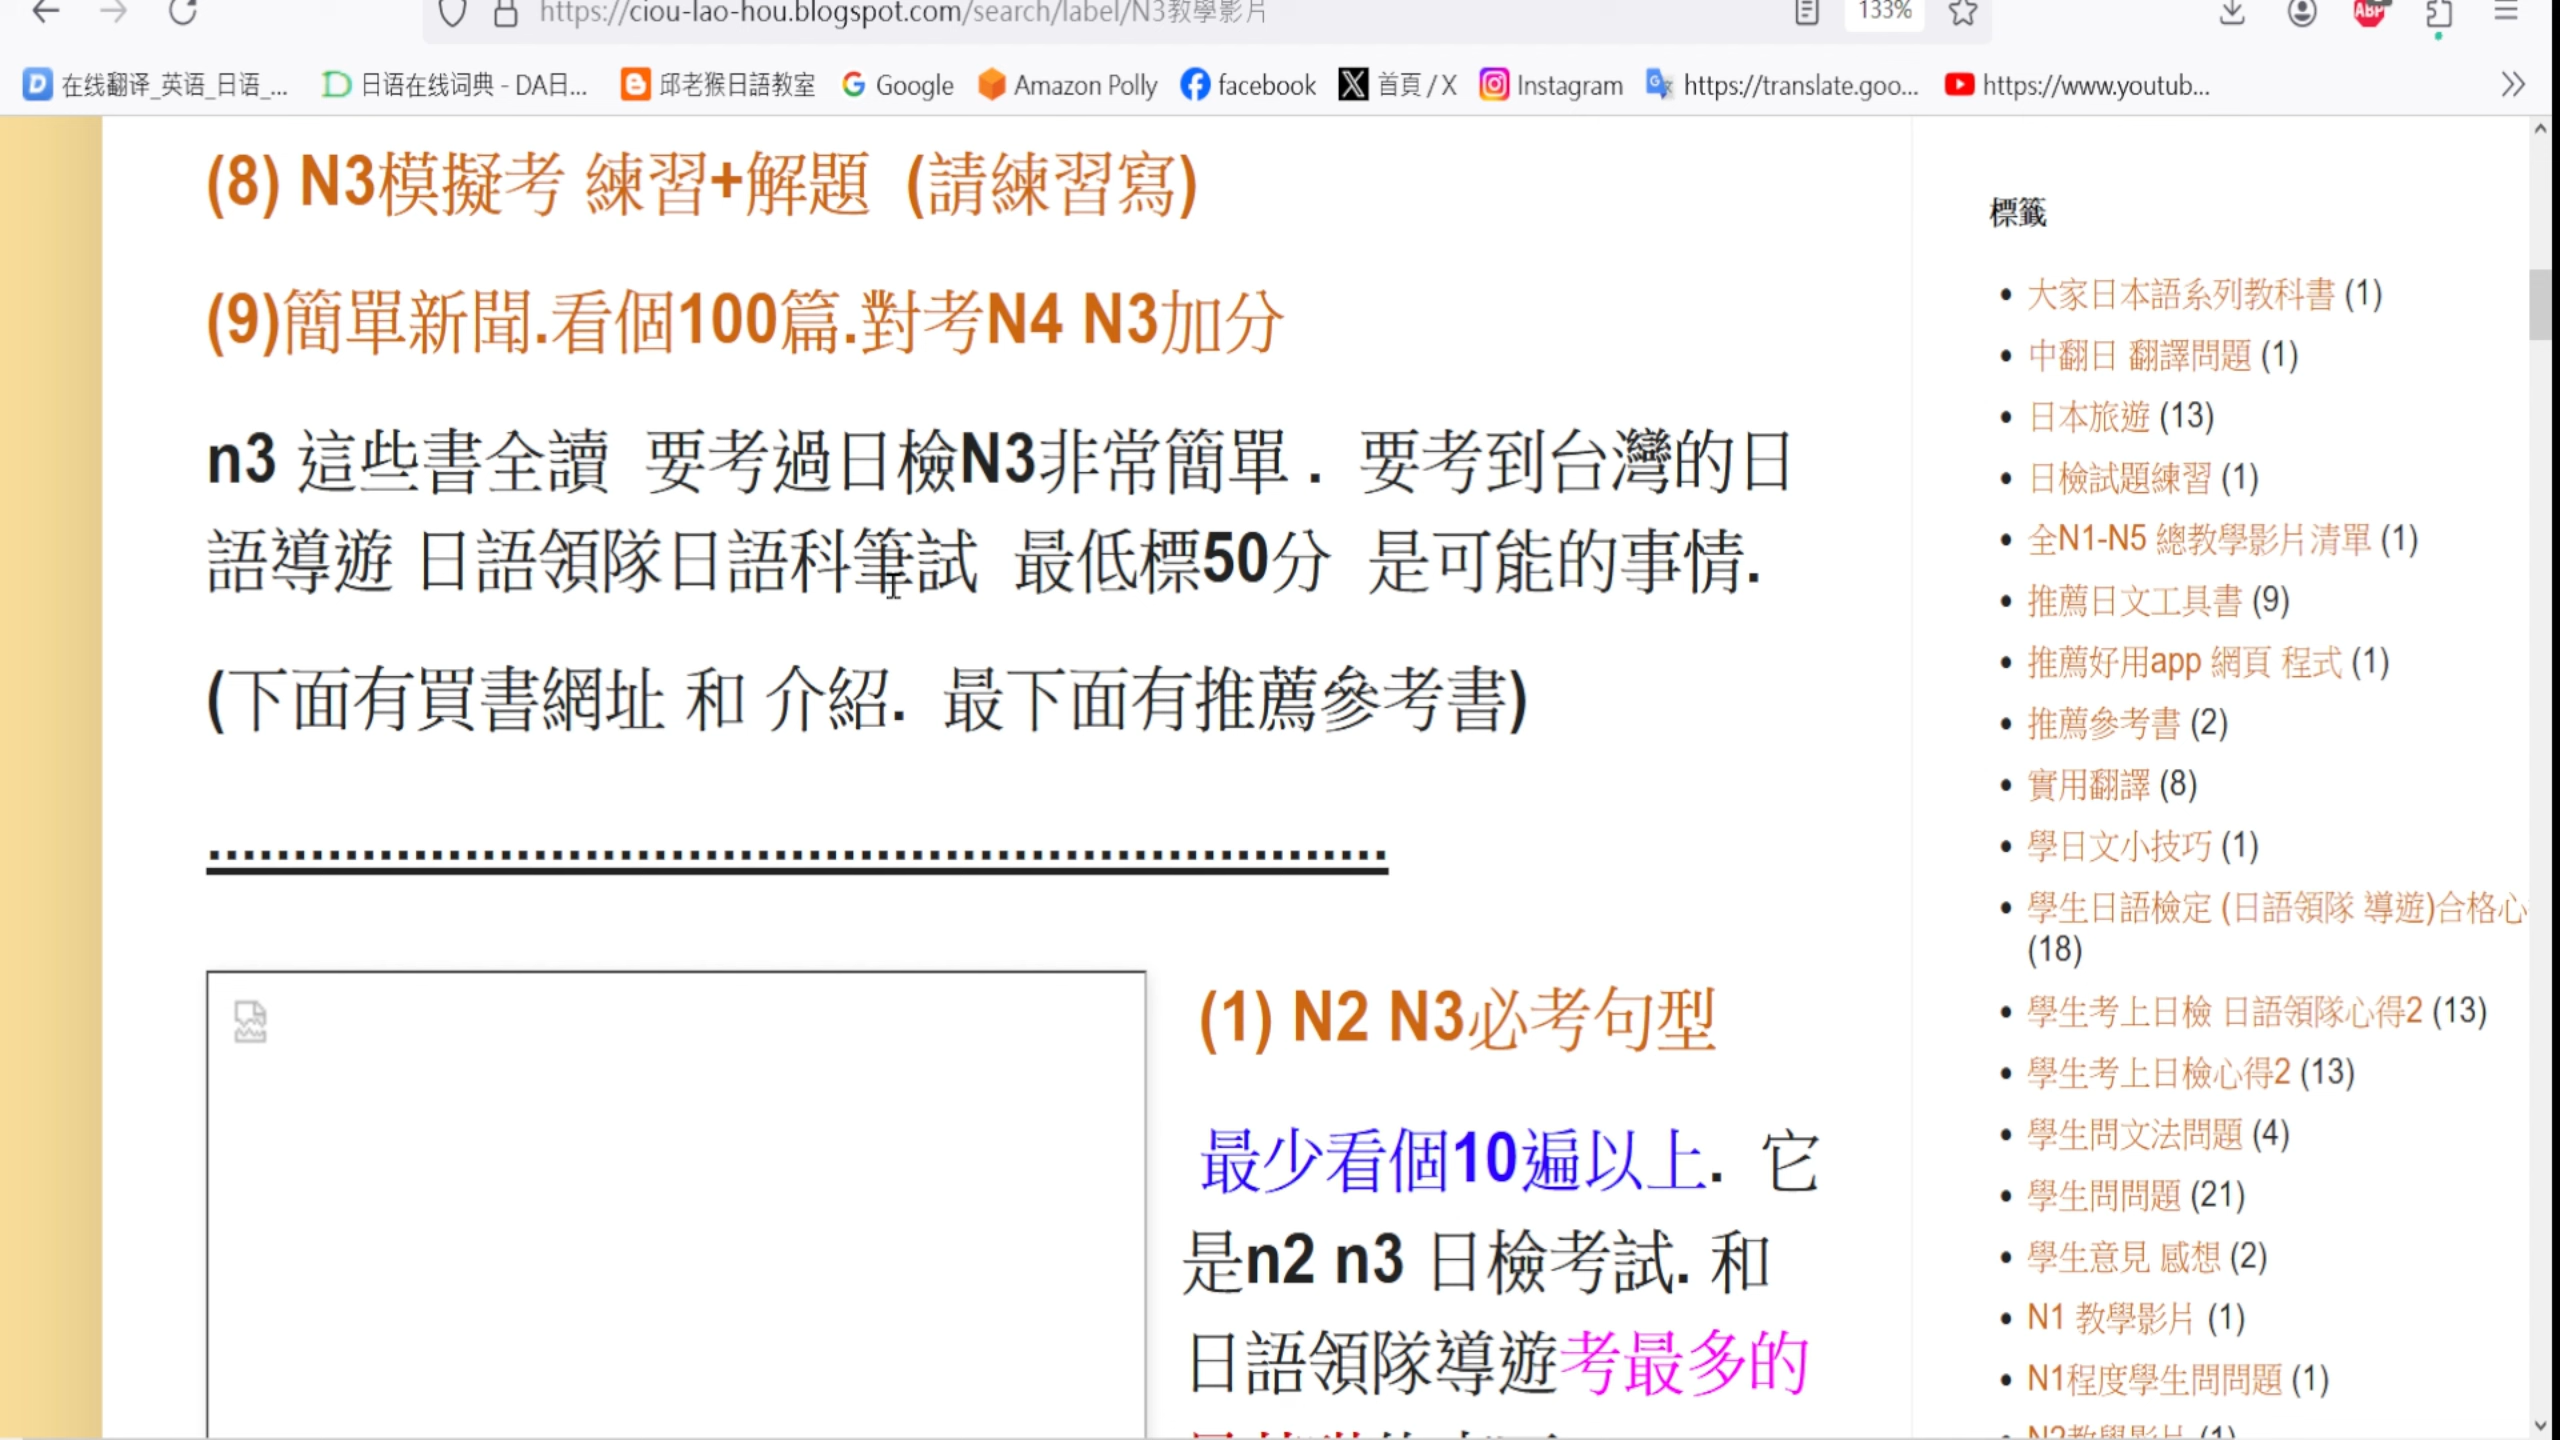 https://ciou-lao-hou.blogspot.com/search/label/N3教學影片
133%
ABP
在线翻译_英语_日语_...
日语在线词典 - DA日...
邱老猴日語教室
Google
Amazon Polly
facebook
首頁 / X
Instagram
https://translate.goo...
https://www.youtub...
(8) N3模擬考 練習+解題 (請練習寫)
(9)簡單新聞.看個100篇.對考N4 N3加分
n3 這些書全讀 要考過日檢N3非常簡單 . 要考到台灣的日
語導遊 日語領隊日語科筆試 最低標50分 是可能的事情.
(下面有買書網址 和 介紹. 最下面有推薦參考書)
(1) N2 N3必考句型
最少看個10遍以上. 它
是n2 n3 日檢考試. 和
日語領隊導遊考最多的
標籤
大家日本語系列教科書 (1)
中翻日 翻譯問題 (1)
日本旅遊 (13)
日檢試題練習 (1)
全N1-N5 總教學影片清單 (1)
推薦日文工具書 (9)
推薦好用app 網頁 程式 (1)
推薦參考書 (2)
實用翻譯 (8)
學日文小技巧 (1)
學生日語檢定 (日語領隊 導遊)合格心
(18)
學生考上日檢 日語領隊心得2 (13)
學生考上日檢心得2 (13)
學生問文法問題 (4)
學生問問題 (21)
學生意見 感想 (2)
N1 教學影片 (1)
N1程度學生問問題 (1)
N2教學影片 (1)